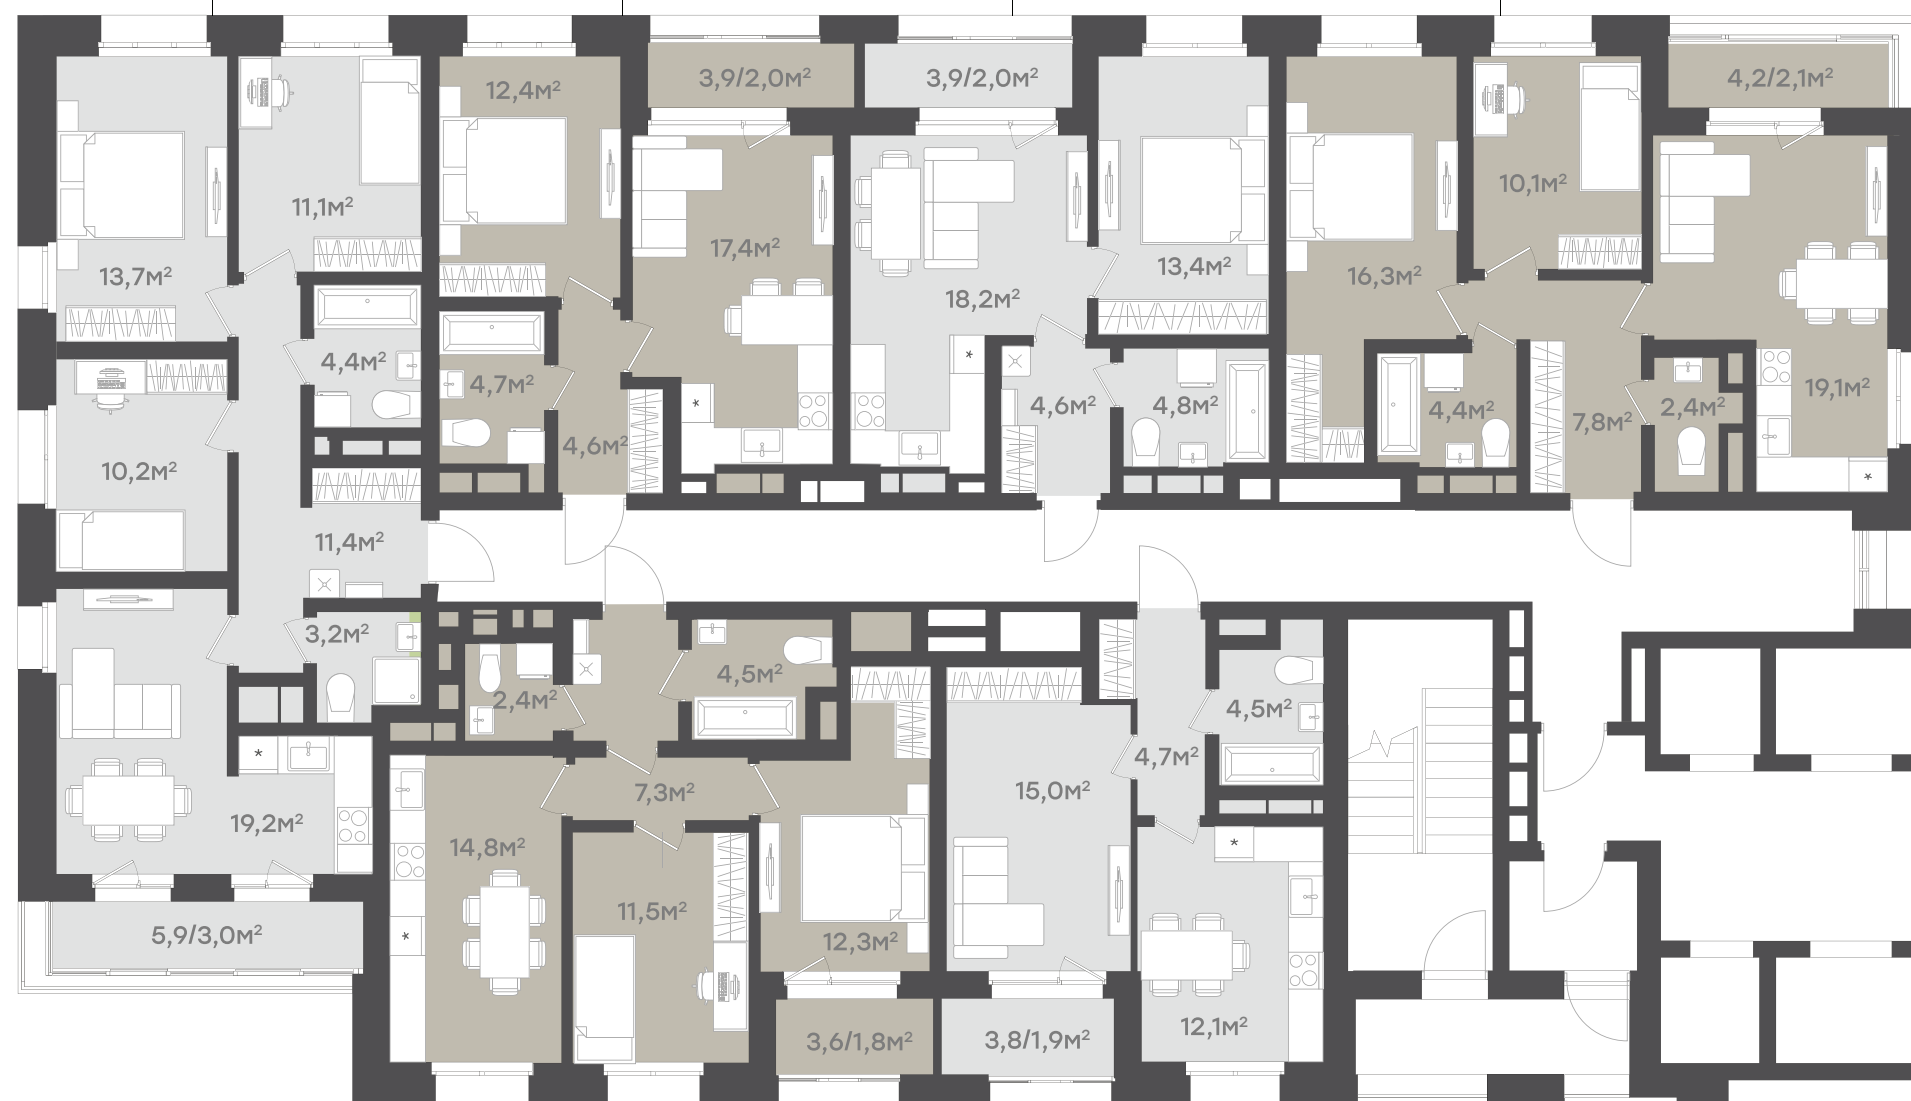 12,4м²
3,9/2,0м²
3,9/2,0м²
4,2/2,1м²
11,1м²
10,1м²
17,4м²
13,7м²
13,4м²
16,3м²
18,2м²
4,4м²
4,7м²
19,1м²
4,6м²
4,8м²
4,4м²
2,4м²
7,8м²
4,6м²
10,2м²
11,4м²
3,2м²
4,5м²
2,4м²
4,5м²
4,7м²
7,3м²
15,0м²
19,2м²
14,8м²
11,5м²
5,9/3,0м²
12,3м²
12,1м²
3,6/1,8м²
3,8/1,9м²